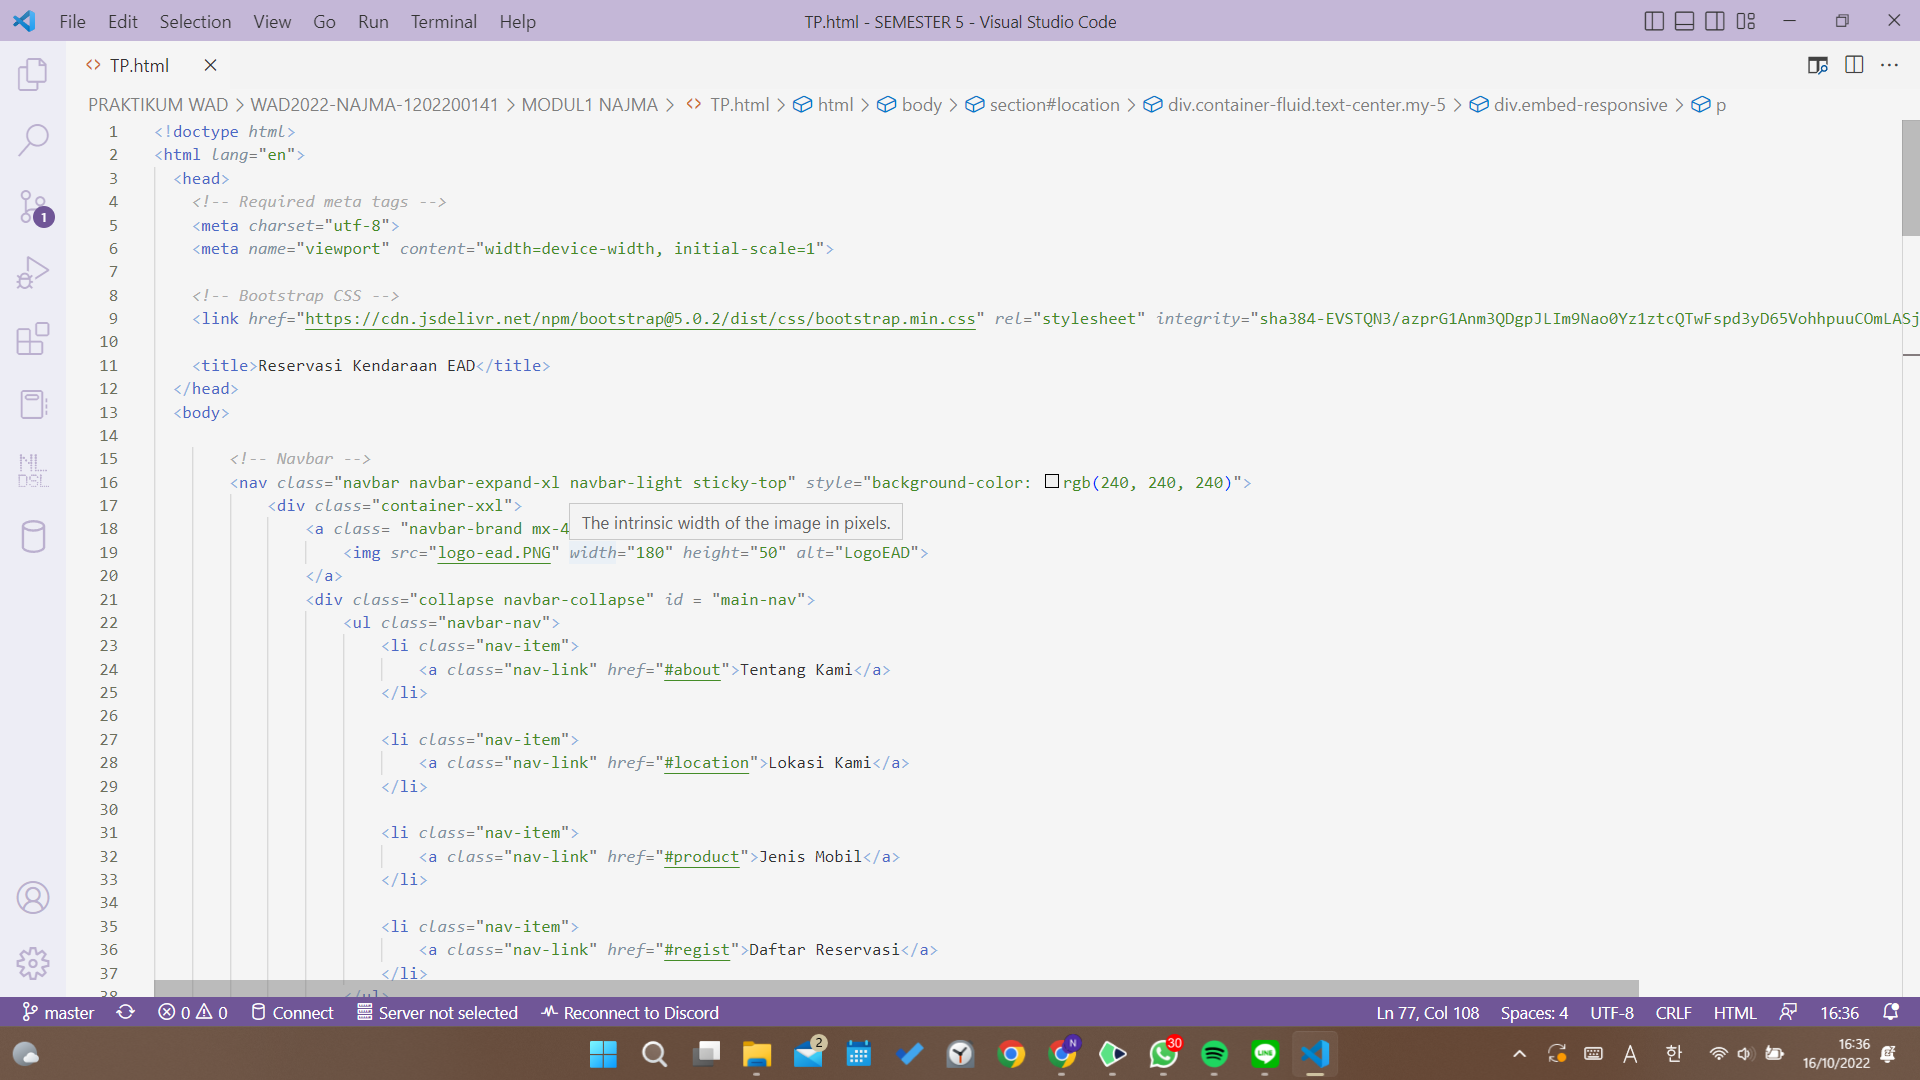 File Edit Selection View Go Run Terminal Help TP.html - SEMESTER 5 - Visual Studio Code
TP.html
PRAKTIKUM WAD > WAD2022-NAJMA-1202200141 > MODUL1 NAJMA > TP.html > html > body > section#location > div.container-fluid.text-center.my-5 > div.embed-responsive > p
1 <!doctype html>
2 <html lang="en">
3 <head>
4 <!-- Required meta tags -->
5 <meta charset="utf-8">
6 <meta name="viewport" content="width=device-width, initial-scale=1">
7
8 <!-- Bootstrap CSS -->
9 <link href="https://cdn.jsdelivr.net/npm/bootstrap@5.0.2/dist/css/bootstrap.min.css" rel="stylesheet" integrity="sha384-EVSTQN3/azprG1Anm3QDgpJLIm9Nao0Yz1ztcQTwFspd3yD65VohhpuuCOmLASj
10
11 <title>Reservasi Kendaraan EAD</title>
12 </head>
13 <body>
14
15 <!-- Navbar -->
16 <nav class="navbar navbar-expand-xl navbar-light sticky-top" style="background-color: rgb(240, 240, 240)">
17 <div class="container-xxl">
The intrinsic width of the image in pixels.
18 <a class= "navbar-brand mx-4
19 <img src="logo-ead.PNG" width="180" height="50" alt="LogoEAD">
20 </a>
21 <div class="collapse navbar-collapse" id = "main-nav">
22 <ul class="navbar-nav">
23 <li class="nav-item">
24 <a class="nav-link" href="#about">Tentang Kami</a>
25 </li>
26
27 <li class="nav-item">
28 <a class="nav-link" href="#location">Lokasi Kami</a>
29 </li>
30
31 <li class="nav-item">
32 <a class="nav-link" href="#product">Jenis Mobil</a>
33 </li>
34
35 <li class="nav-item">
36 <a class="nav-link" href="#regist">Daftar Reservasi</a>
37 </li>
38 </ul>
1
NL
DSL
master 0 0 Connect Server not selected Reconnect to Discord Ln 77, Col 108 Spaces: 4 UTF-8 CRLF HTML 16:36
2 N 30 LINE A 한 16:36
16/10/2022